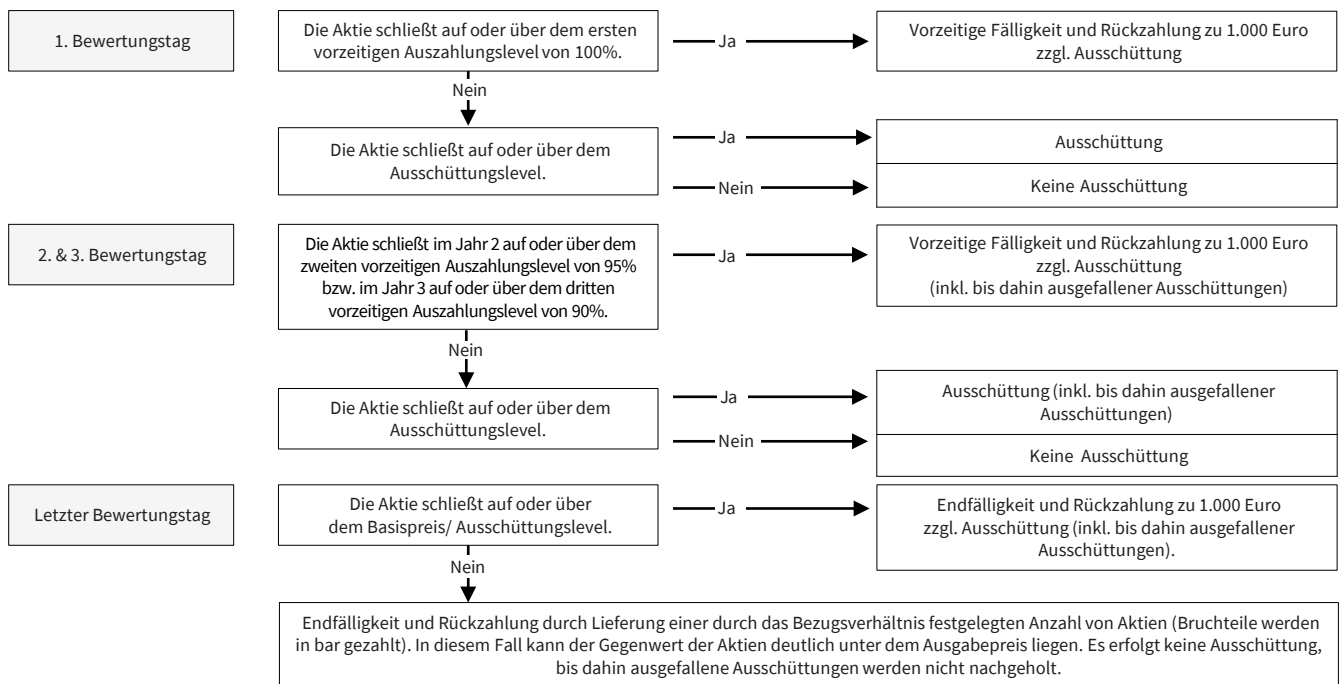 1. Bewertungstag
Die Aktie schließt auf oder über dem ersten
vorzeitigen Auszahlungslevel von 100%.
Ja
Vorzeitige Fälligkeit und Rückzahlung zu 1.000 Euro
zzgl. Ausschüttung
Nein
Die Aktie schließt auf oder über dem
Ausschüttungslevel.
Ja
Ausschüttung
Nein
Keine Ausschüttung
2. & 3. Bewertungstag
Die Aktie schließt im Jahr 2 auf oder über dem
zweiten vorzeitigen Auszahlungslevel von 95%
bzw. im Jahr 3 auf oder über dem dritten
vorzeitigen Auszahlungslevel von 90%.
Ja
Vorzeitige Fälligkeit und Rückzahlung zu 1.000 Euro
zzgl. Ausschüttung
(inkl. bis dahin ausgefallener Ausschüttungen)
Nein
Die Aktie schließt auf oder über dem
Ausschüttungslevel.
Ja
Ausschüttung (inkl. bis dahin ausgefallener
Ausschüttungen)
Nein
Keine Ausschüttung
Letzter Bewertungstag
Die Aktie schließt auf oder über
dem Basispreis/ Ausschüttungslevel.
Ja
Endfälligkeit und Rückzahlung zu 1.000 Euro
zzgl. Ausschüttung (inkl. bis dahin ausgefallener
Ausschüttungen).
Nein
Endfälligkeit und Rückzahlung durch Lieferung einer durch das Bezugsverhältnis festgelegten Anzahl von Aktien (Bruchteile werden
in bar gezahlt). In diesem Fall kann der Gegenwert der Aktien deutlich unter dem Ausgabepreis liegen. Es erfolgt keine Ausschüttung,
bis dahin ausgefallene Ausschüttungen werden nicht nachgeholt.